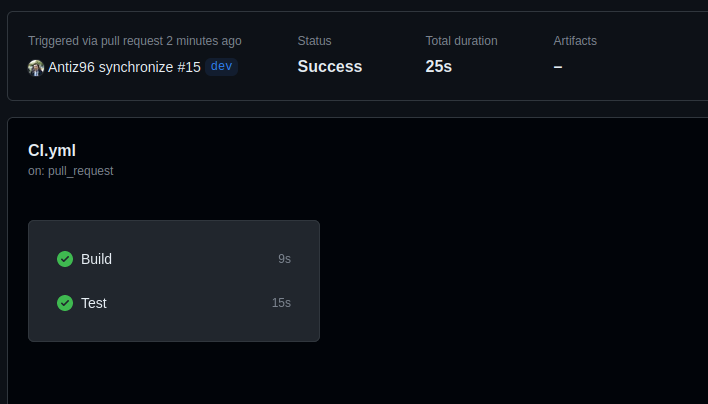 Triggered via pull request 2 minutes ago
Antiz96 synchronize #15 dev
Status
Success
Total duration
25s
Artifacts
–
CI.yml
on: pull_request
Build 9s
Test 15s